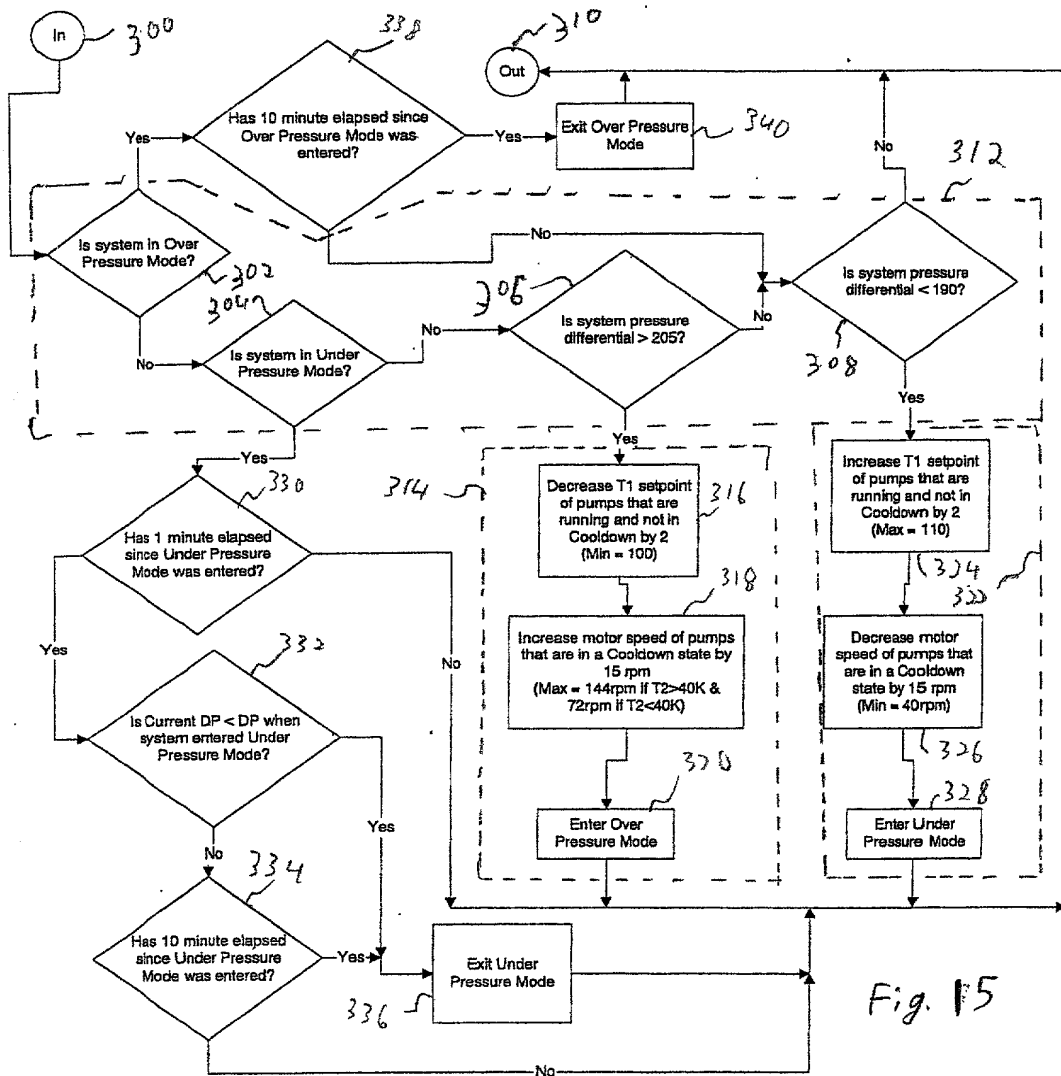 In
300
338
310
Out
Has 10 minute elapsed since
Over Pressure Mode was
entered?
Yes
Yes
Exit Over Pressure
Mode
340
No
312
Is system in Over
Pressure Mode?
302
No
304
306
Is system pressure
differential < 190?
308
Is system pressure
differential > 205?
No
No
No
Is system in Under
Pressure Mode?
Yes
Yes
Yes
330
Has 1 minute elapsed
since Under Pressure
Mode was entered?
314
Decrease T1 setpoint
of pumps that are
running and not in
Cooldown by 2
(Min = 100)
316
Increase T1 setpoint
of pumps that are
running and not in
Cooldown by 2
(Max = 110)
324
322
318
Increase motor speed of pumps
that are in a Cooldown state by
15 rpm
(Max = 144rpm if T2>40K &
72rpm if T2<40K)
Decrease motor
speed of pumps that
are in a Cooldown
state by 15 rpm
(Min = 40rpm)
326
Yes
No
332
Is Current DP < DP when
system entered Under
Pressure Mode?
Yes
320
Enter Over
Pressure Mode
328
Enter Under
Pressure Mode
No
334
Has 10 minute elapsed
since Under Pressure
Mode was entered?
Yes
Exit Under
Pressure Mode
336
No
Fig. 15